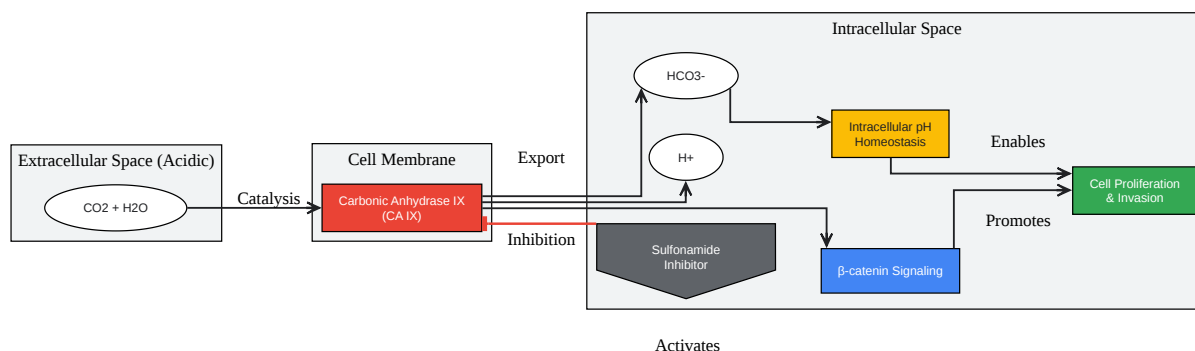 Intracellular Space
HCO3-
Intracellular pH
Homeostasis
Enables
Extracellular Space (Acidic)
Cell Membrane
Export
H+
CO2 + H2O
Catalysis
Carbonic Anhydrase IX
(CA IX)
Cell Proliferation
& Invasion
Inhibition
Promotes
Sulfonamide
Inhibitor
β-catenin Signaling
Activates